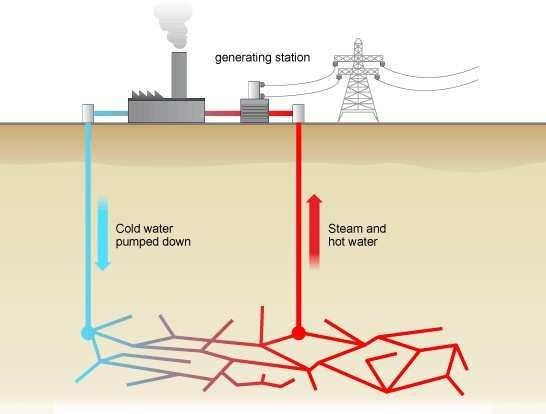 generating station
Cold water
pumped down
Steam and
hot water